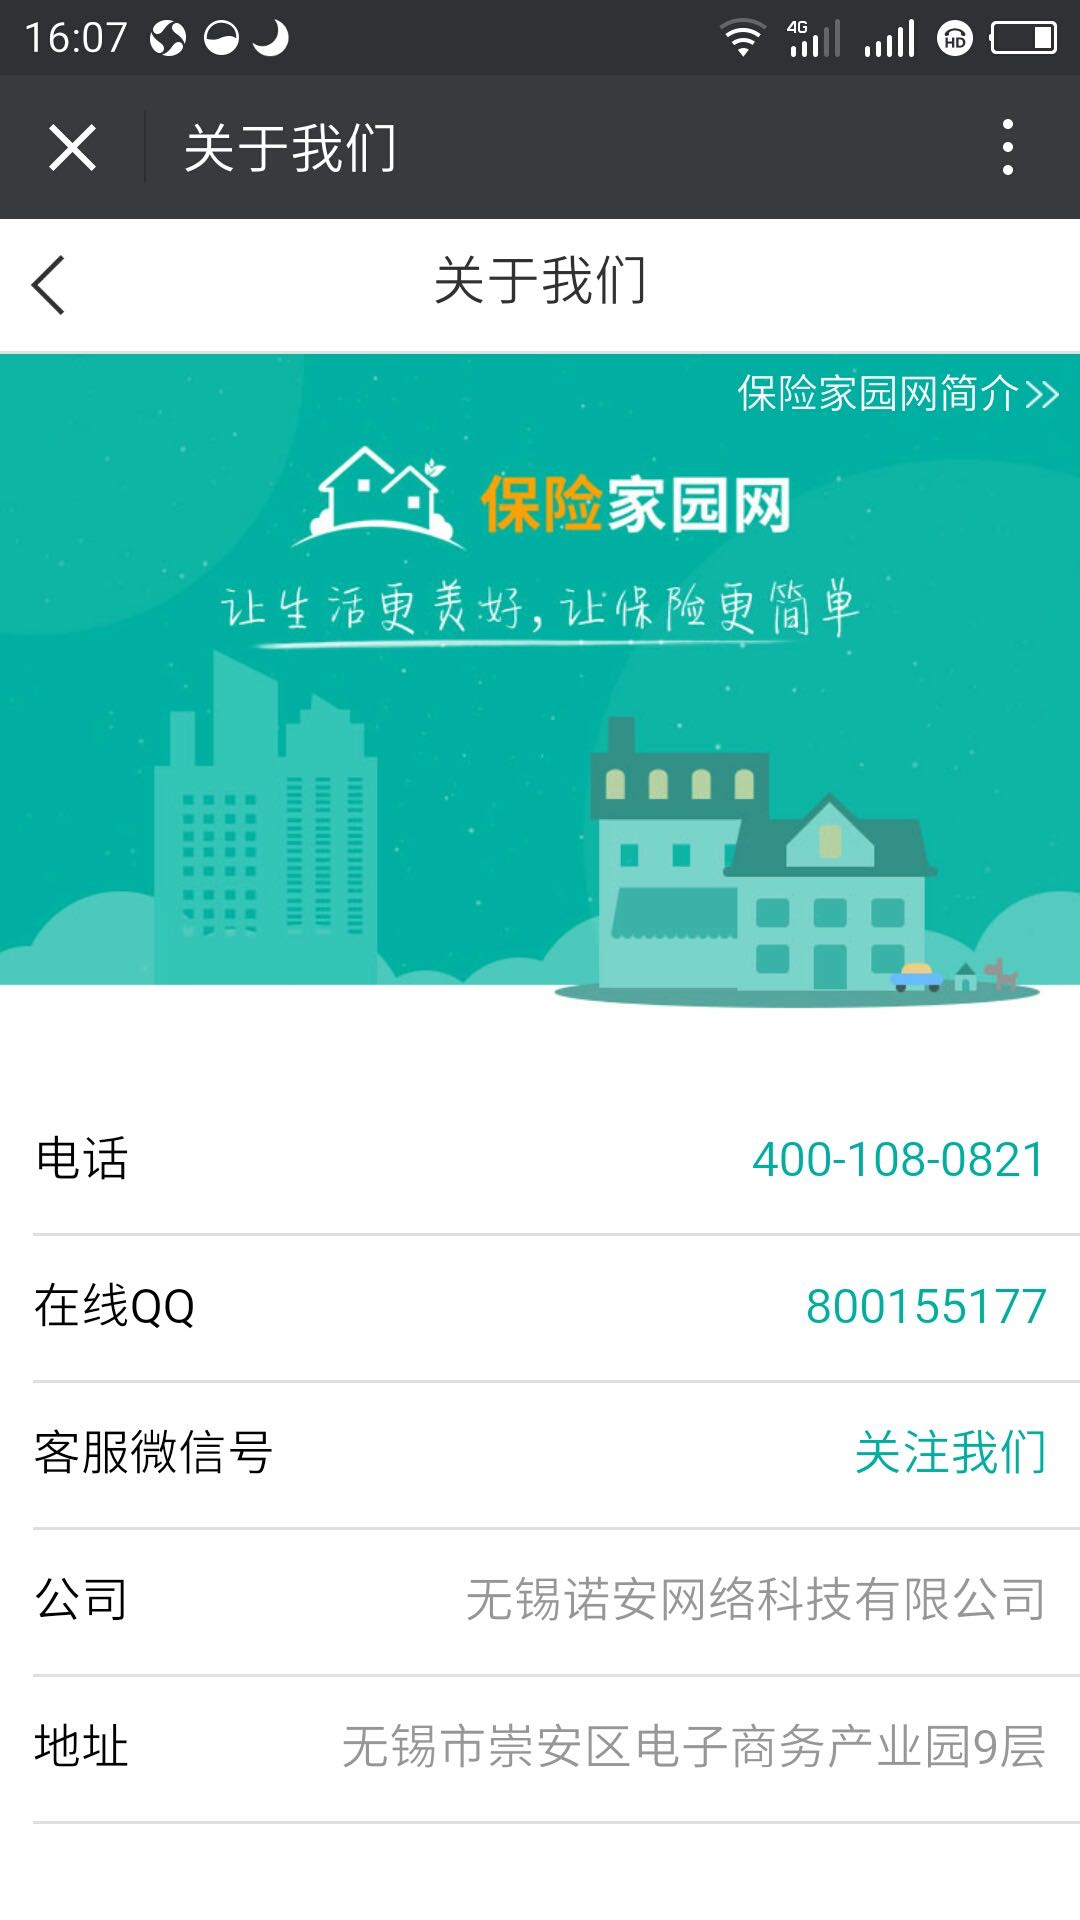 16:07
4G
HD
关于我们
关于我们
保险家园网简介
保险家园网
让生活更美好,让保险更简单
电话 400-108-0821
在线QQ 800155177
客服微信号 关注我们
公司 无锡诺安网络科技有限公司
地址 无锡市崇安区电子商务产业园9层